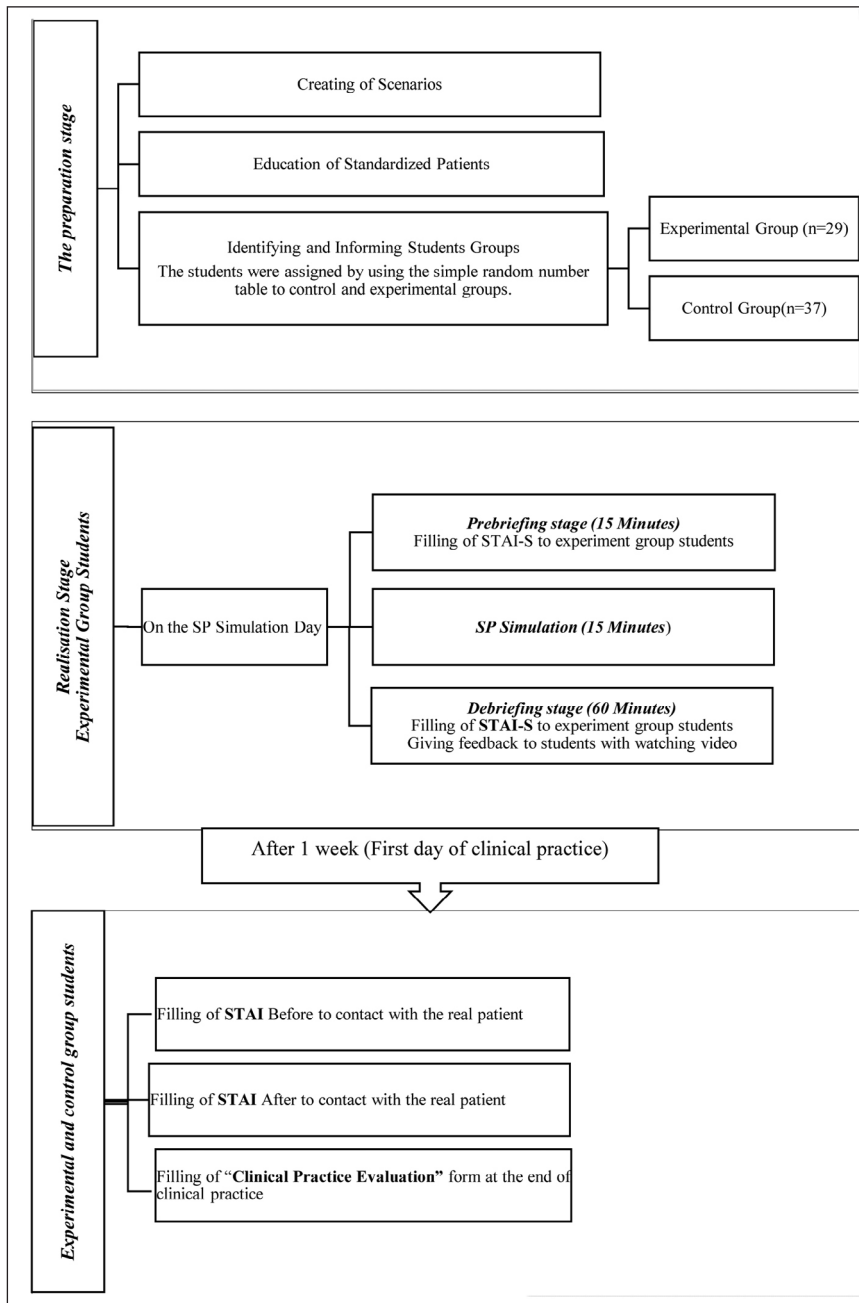 The preparation stage
Creating of Scenarios
Education of Standardized Patients
Identifying and Informing Students Groups
The students were assigned by using the simple random number
table to control and experimental groups.
Experimental Group (n=29)
Control Group(n=37)
Realisation Stage
Experimental Group Students
On the SP Simulation Day
Prebriefing stage (15 Minutes)
Filling of STAI-S to experiment group students
SP Simulation (15 Minutes)
Debriefing stage (60 Minutes)
Filling of STAI-S to experiment group students
Giving feedback to students with watching video
After 1 week (First day of clinical practice)
Experimental and control group students
Filling of STAI Before to contact with the real patient
Filling of STAI After to contact with the real patient
Filling of “Clinical Practice Evaluation” form at the end of
clinical practice